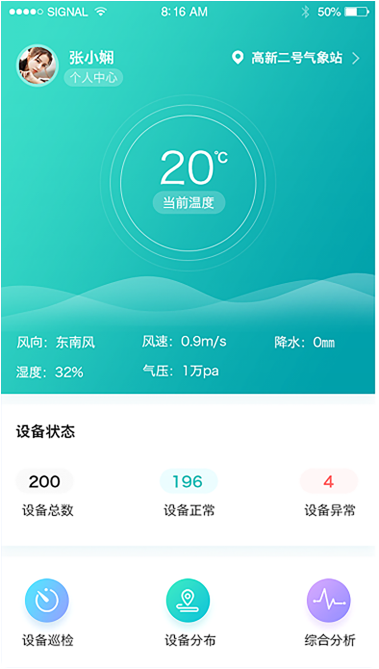 SIGNAL 8:16 AM 50%
张小娴 高新二号气象站
个人中心
20℃
当前温度
风向：东南风 风速：0.9m/s 降水：0mm
湿度：32% 气压：1万pa
设备状态
200 196 4
设备总数 设备正常 设备异常
设备巡检 设备分布 综合分析